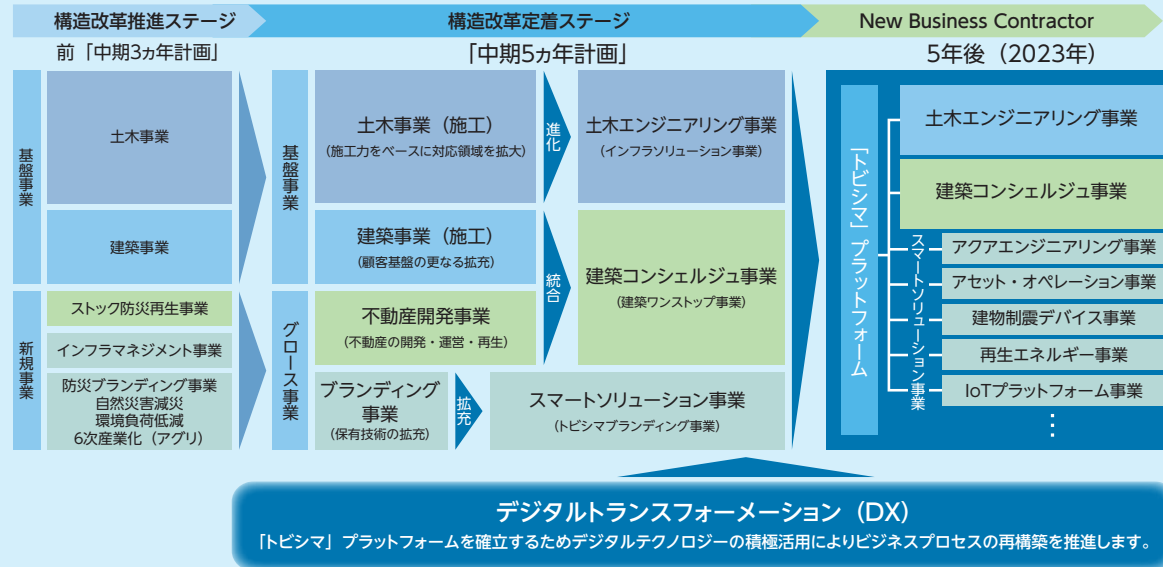 構造改革推進ステージ
前「中期3ヵ年計画」
基盤事業
土木事業
建築事業
新規事業
ストック防災再生事業
インフラマネジメント事業
防災ブランディング事業
自然災害減災
環境負荷低減
6次産業化（アグリ）
構造改革定着ステージ
「中期5ヵ年計画」
基盤事業
土木事業（施工）
（施工力をベースに対応領域を拡大）
進化
土木エンジニアリング事業
（インフラソリューション事業）
建築事業（施工）
（顧客基盤の更なる拡充）
グロース事業
不動産開発事業
（不動産の開発・運営・再生）
統合
建築コンシェルジュ事業
（建築ワンストップ事業）
ブランディング
事業
（保有技術の拡充）
拡充
スマートソリューション事業
（トビシマブランディング事業）
New Business Contractor
5年後（2023年）
「トビシマ」プラットフォーム
土木エンジニアリング事業
建築コンシェルジュ事業
スマートソリューション事業
アクアエンジニアリング事業
アセット・オペレーション事業
建物制震デバイス事業
再生エネルギー事業
IoTプラットフォーム事業
⋮
デジタルトランスフォーメーション（DX）
「トビシマ」プラットフォームを確立するためデジタルテクノロジーの積極活用によりビジネスプロセスの再構築を推進します。